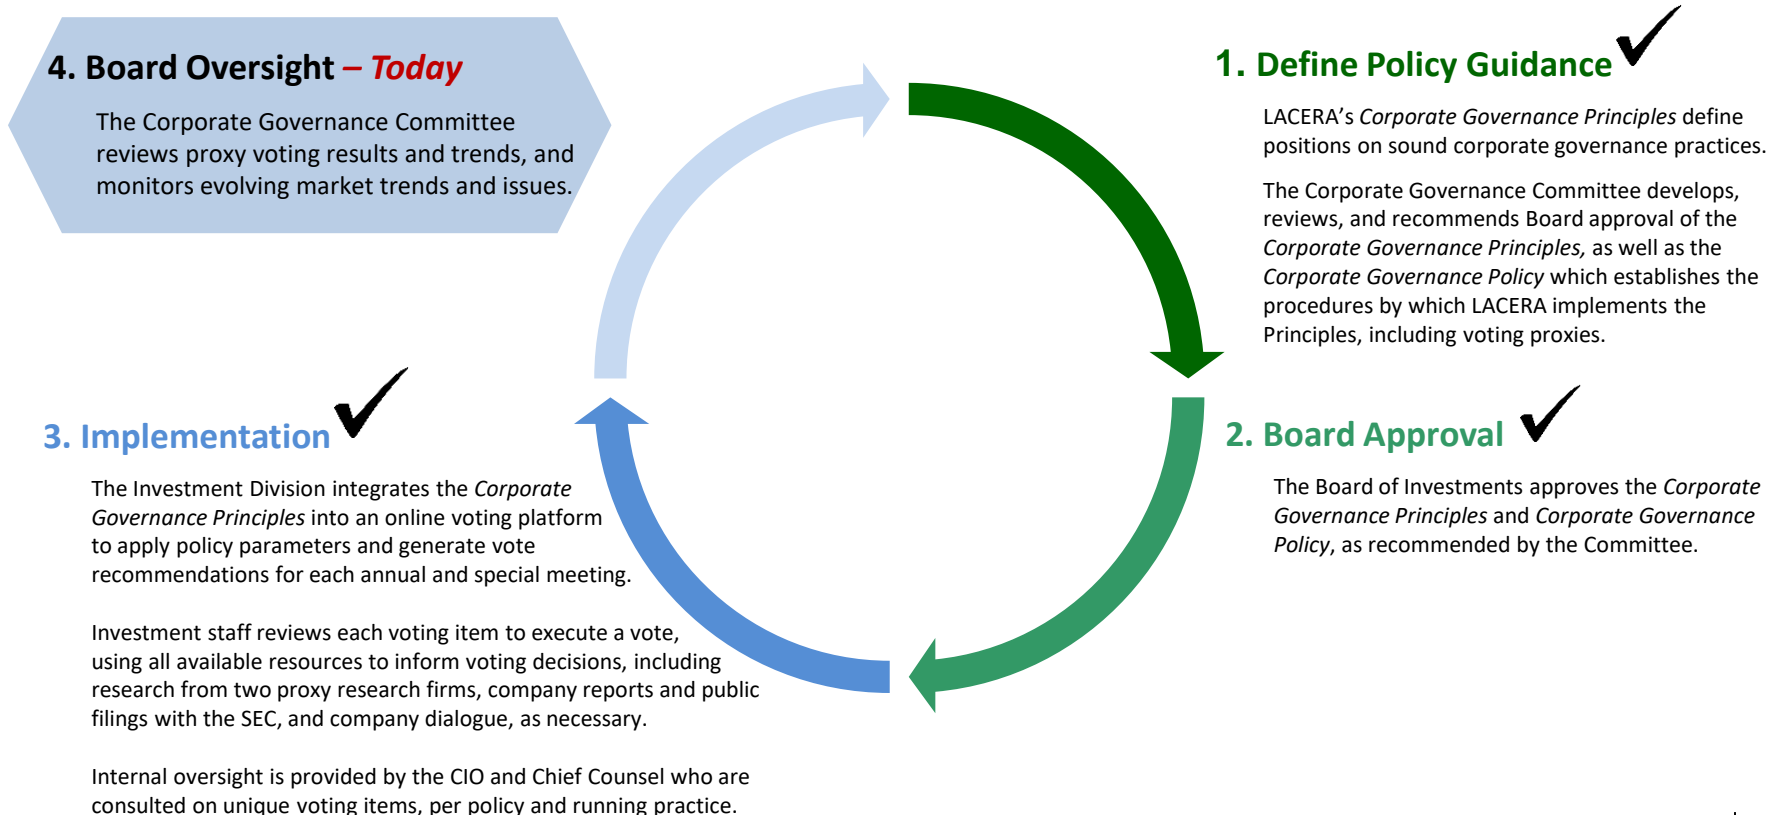 4. Board Oversight – Today
The Corporate Governance Committee
reviews proxy voting results and trends, and
monitors evolving market trends and issues.
1. Define Policy Guidance
LACERA’s Corporate Governance Principles define
positions on sound corporate governance practices.
The Corporate Governance Committee develops,
reviews, and recommends Board approval of the
Corporate Governance Principles, as well as the
Corporate Governance Policy which establishes the
procedures by which LACERA implements the
Principles, including voting proxies.
2. Board Approval
The Board of Investments approves the Corporate
Governance Principles and Corporate Governance
Policy, as recommended by the Committee.
3. Implementation
The Investment Division integrates the Corporate
Governance Principles into an online voting platform
to apply policy parameters and generate vote
recommendations for each annual and special meeting.
Investment staff reviews each voting item to execute a vote,
using all available resources to inform voting decisions, including
research from two proxy research firms, company reports and public
filings with the SEC, and company dialogue, as necessary.
Internal oversight is provided by the CIO and Chief Counsel who are
consulted on unique voting items, per policy and running practice.